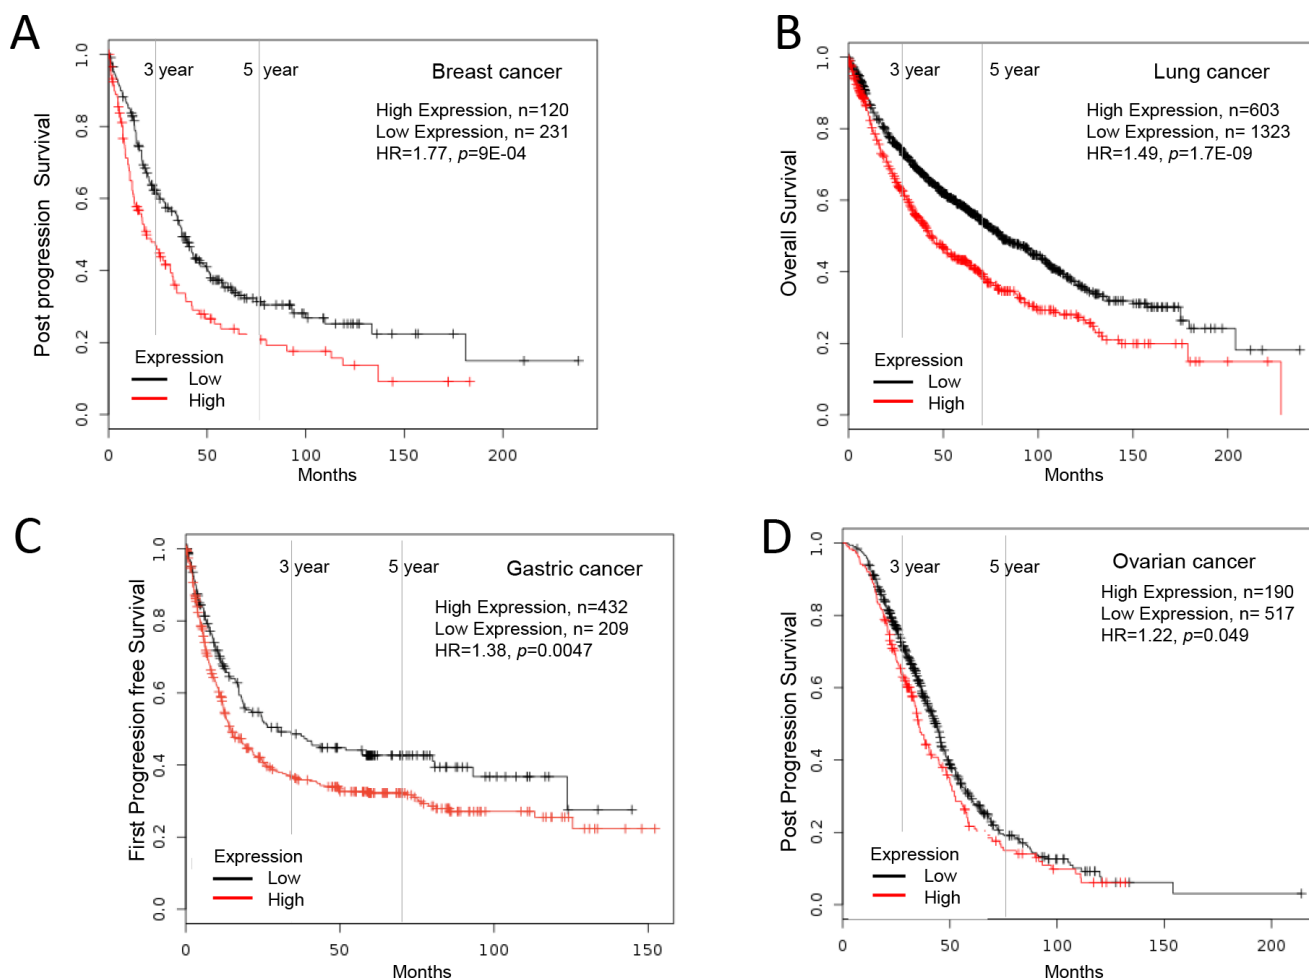 A
Post progression Survival
1.0
0.8
0.6
0.4
0.2
0.0
3 year
5 year
Breast cancer
High Expression, n=120
Low Expression, n= 231
HR=1.77, p=9E-04
Expression
Low
High
0 50 100 150 200
Months
B
Overall Survival
1.0
0.8
0.6
0.4
0.2
0.0
3 year
5 year
Lung cancer
High Expression, n=603
Low Expression, n= 1323
HR=1.49, p=1.7E-09
Expression
Low
High
0 50 100 150 200
Months
C
First Progreesion free Survival
1.0
0.8
0.6
0.4
0.2
0.0
3 year
5 year
Gastric cancer
High Expression, n=432
Low Expression, n= 209
HR=1.38, p=0.0047
Expression
Low
High
0 50 100 150
Months
D
Post Progression Survival
1.0
0.8
0.6
0.4
0.2
0.0
3 year
5 year
Ovarian cancer
High Expression, n=190
Low Expression, n= 517
HR=1.22, p=0.049
Expression
Low
High
0 50 100 150 200
Months